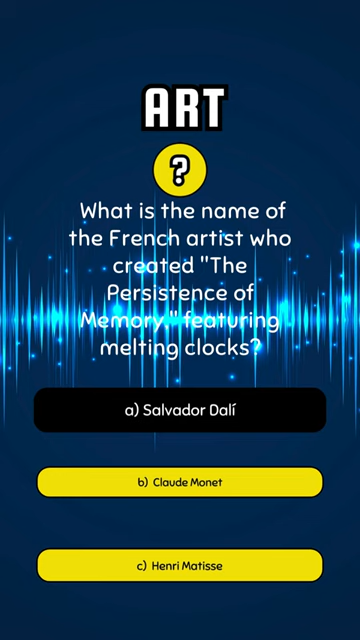 ART
?
What is the name of
the French artist who
created "The
Persistence of
Memory," featuring
melting clocks?
a) Salvador Dalí
b) Claude Monet
c) Henri Matisse